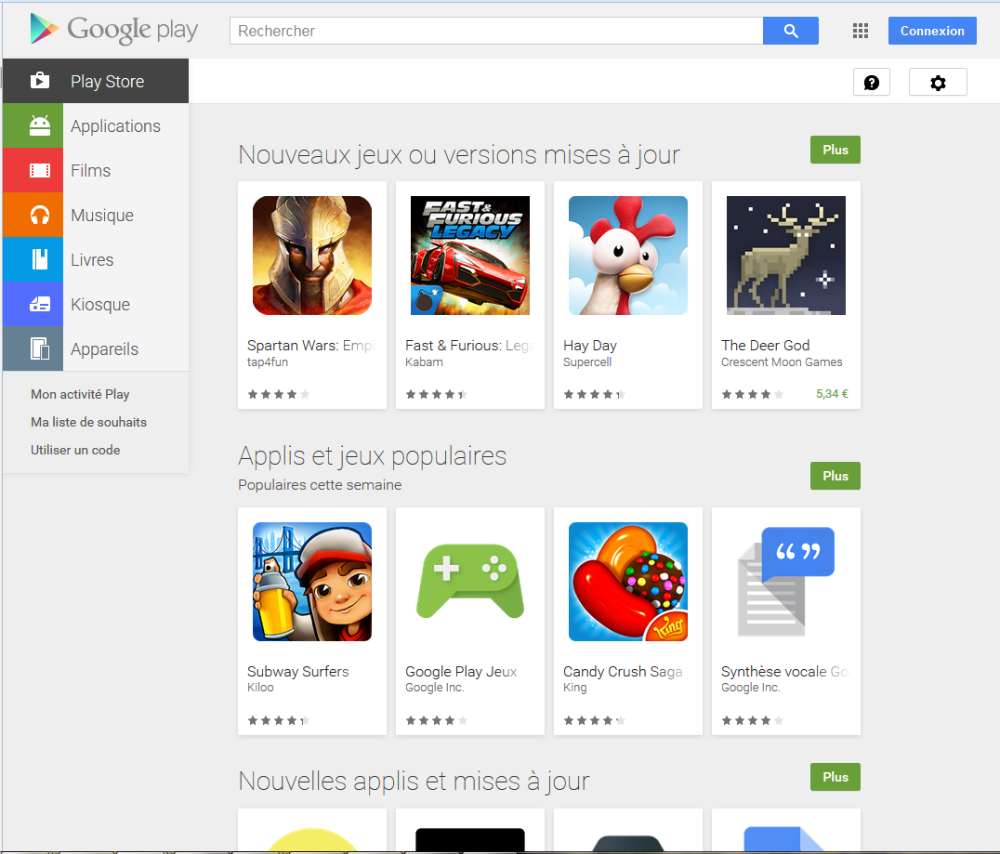 Google play
Rechercher
Connexion
Play Store
Applications
Films
Musique
Livres
Kiosque
Appareils
Mon activité Play
Ma liste de souhaits
Utiliser un code
Nouveaux jeux ou versions mises à jour
Plus
FAST &
FURIOUS
LEGACY
Spartan Wars: Emp
tap4fun
Fast & Furious: Lega
Kabam
Hay Day
Supercell
The Deer God
Crescent Moon Games
5,34 €
Applis et jeux populaires
Populaires cette semaine
Plus
King
Subway Surfers
Kiloo
Google Play Jeux
Google Inc.
Candy Crush Saga
King
Synthèse vocale Go
Google Inc.
Nouvelles applis et mises à jour
Plus